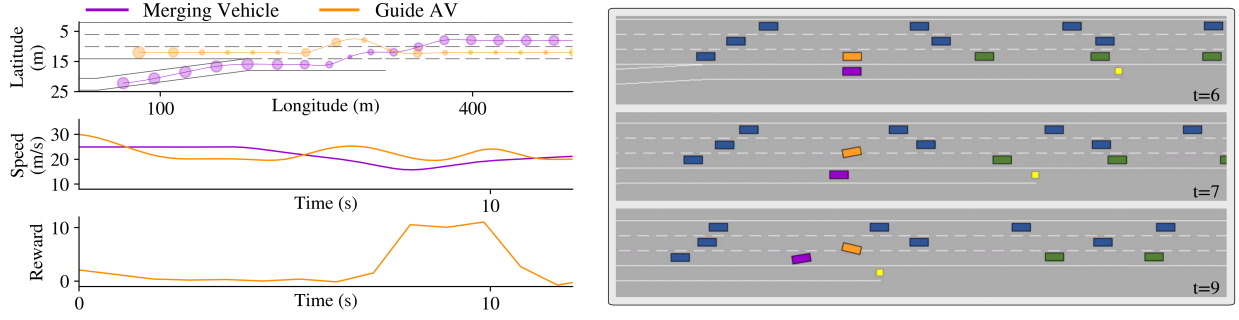 Merging Vehicle Guide AV
Latitude
(m)
5
15
25
100
Longitude (m)
400
Speed
(m/s)
30
20
10
Time (s)
10
Reward
10
0
0
Time (s)
10
t=6
t=7
t=9